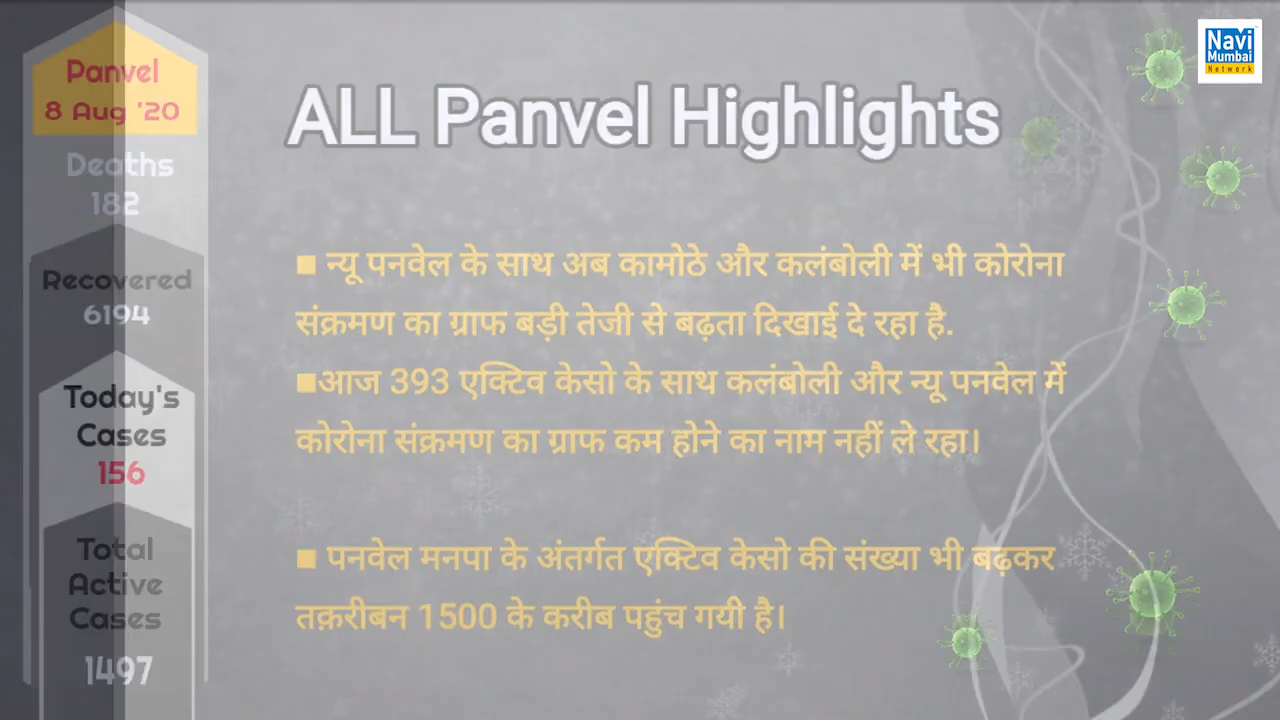 Panvel
8 Aug '20
Deaths
182
Recovered
6194
Today's
Cases
156
Total
Active
Cases
1497
ALL Panvel Highlights
■ न्यू पनवेल के साथ अब कामोठे और कलंबोली में भी कोरोना
संक्रमण का ग्राफ बड़ी तेजी से बढ़ता दिखाई दे रहा है.
■आज 393 एक्टिव केसो के साथ कलंबोली और न्यू पनवेल में
कोरोना संक्रमण का ग्राफ कम होने का नाम नहीं ले रहा।
■ पनवेल मनपा के अंतर्गत एक्टिव केसो की संख्या भी बढ़कर
तक़रीबन 1500 के करीब पहुंच गयी है।
Navi
Mumbai
Network